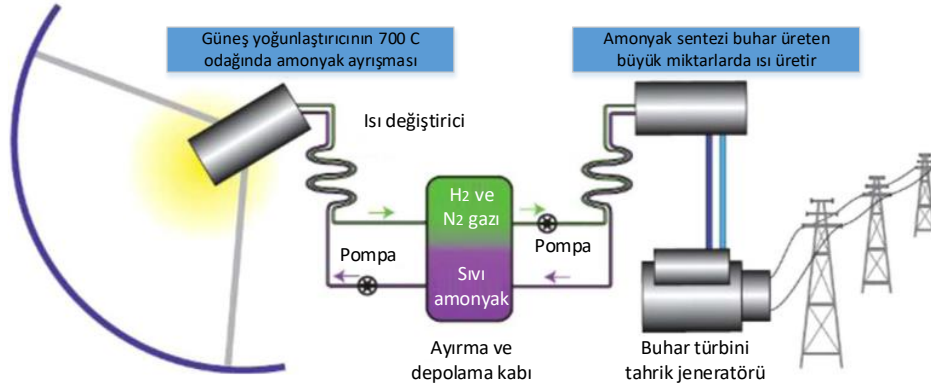 Güneş yoğunlaştırıcının 700 C
odağında amonyak ayrışması
Amonyak sentezi buhar üreten
büyük miktarlarda ısı üretir
Isı değiştirici
H2 ve
N2 gazı
Pompa
Pompa
Sıvı
amonyak
Ayırma ve
depolama kabı
Buhar türbini
tahrik jeneratörü